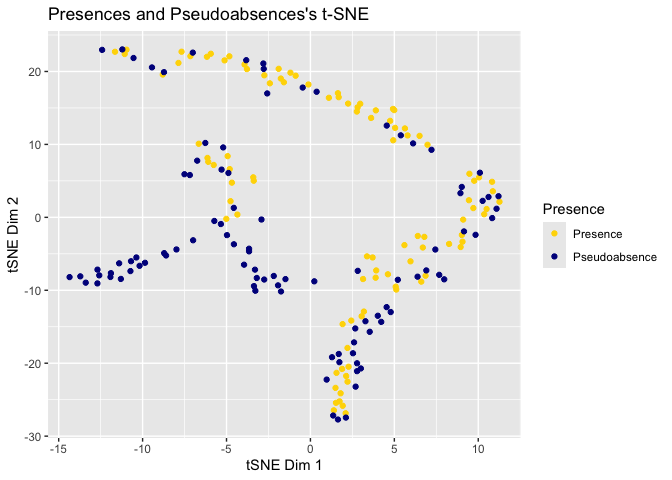 Presences and Pseudoabsences's t-SNE
20
10
0
-10
-20
-30
tSNE Dim 2
-15
-10
-5
0
5
10
tSNE Dim 1
Presence
Presence
Pseudoabsence